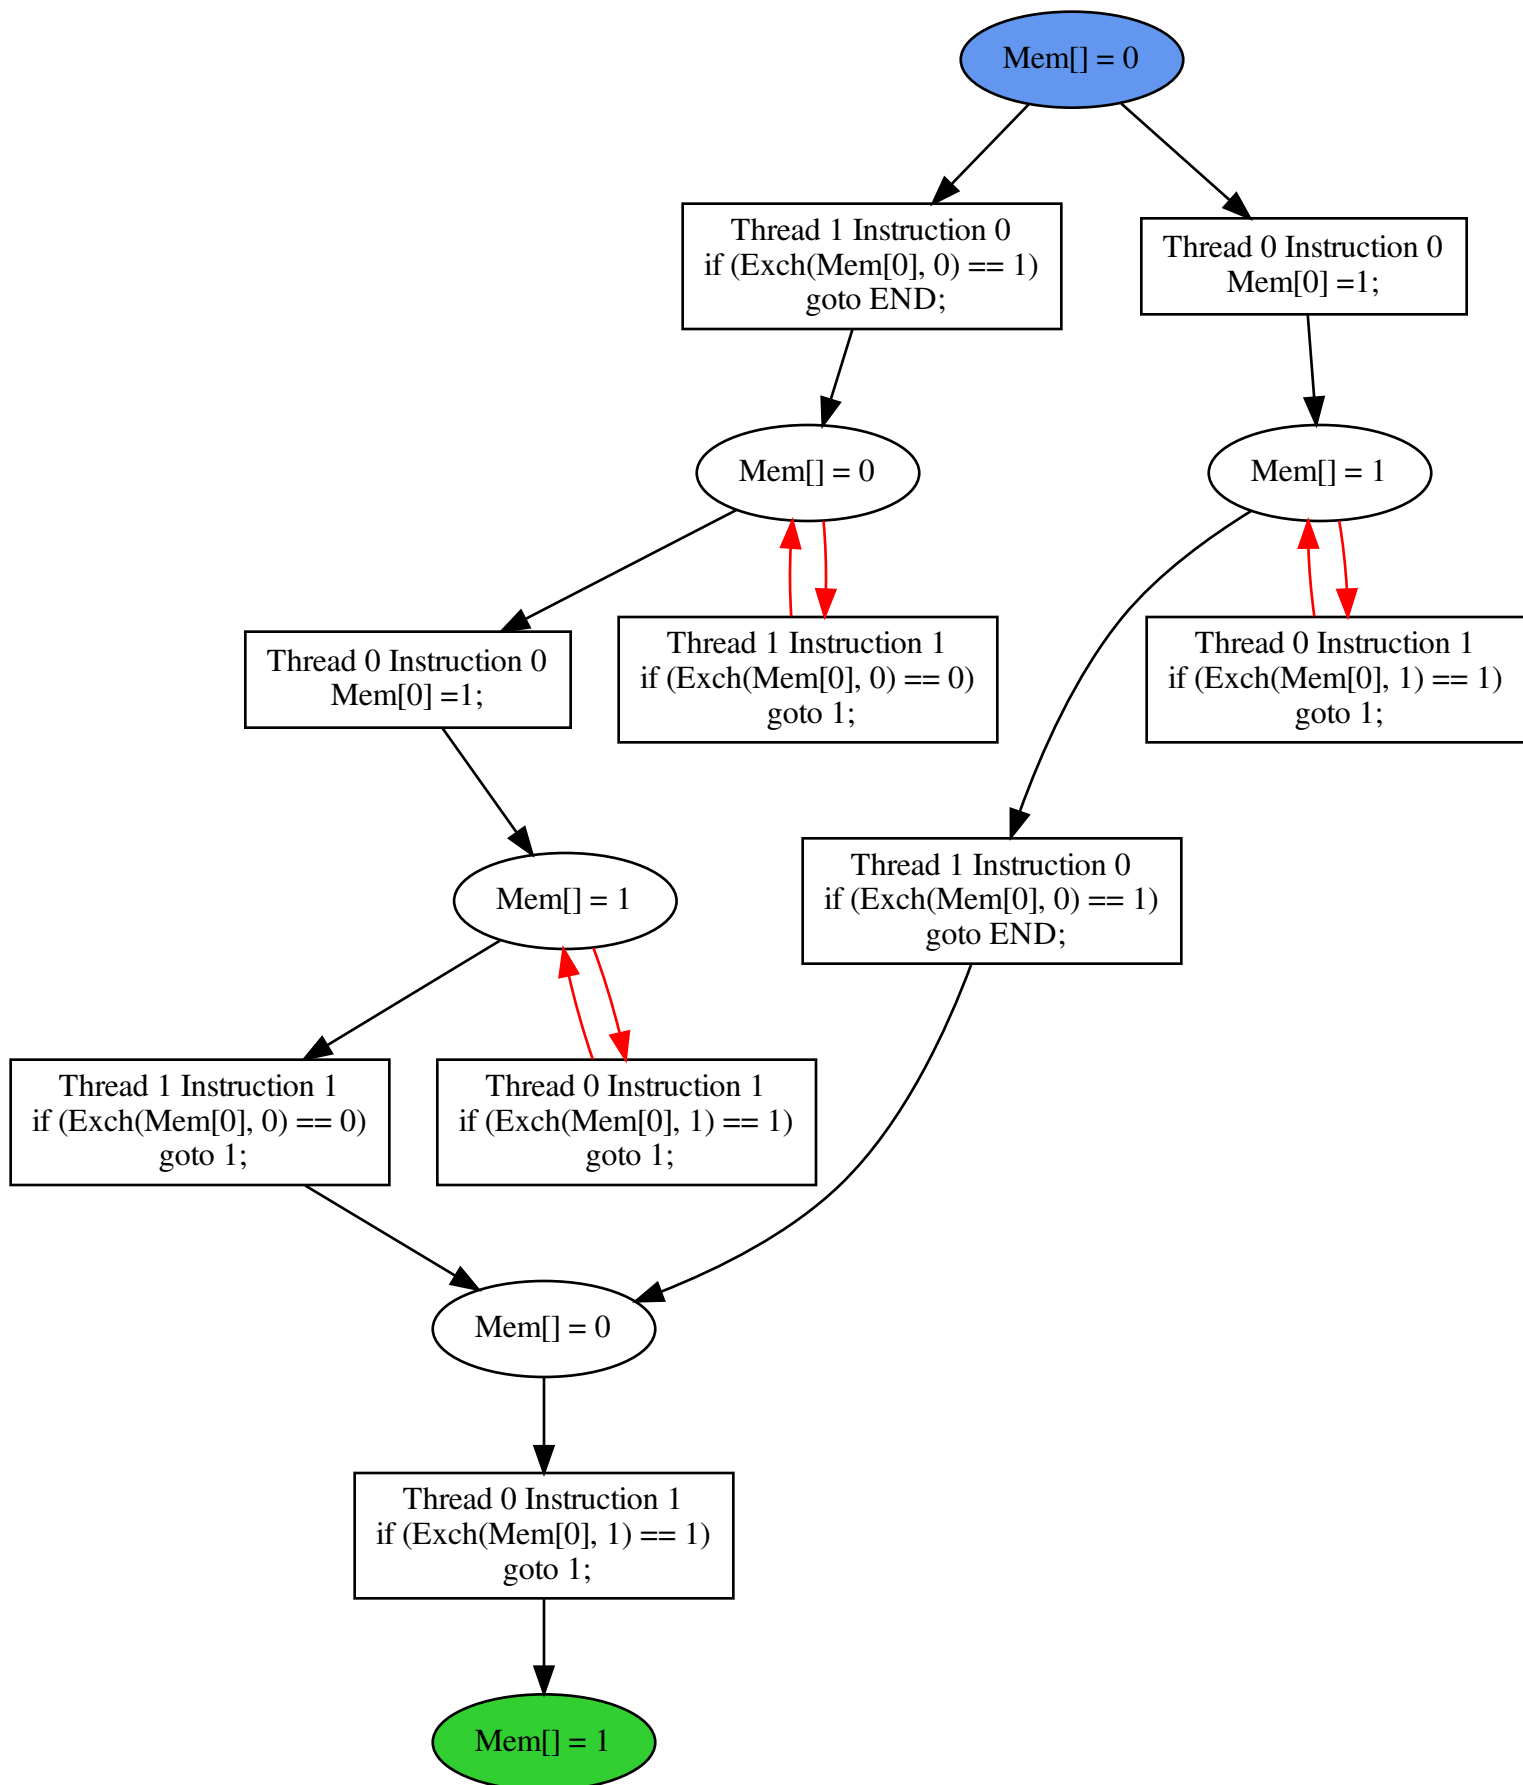 Mem[] = 0
Thread 1 Instruction 0
if (Exch(Mem[0], 0) == 1)
goto END;
Thread 0 Instruction 0
Mem[0] =1;
Mem[] = 0
Mem[] = 1
Thread 0 Instruction 0
Mem[0] =1;
Thread 1 Instruction 1
if (Exch(Mem[0], 0) == 0)
goto 1;
Thread 0 Instruction 1
if (Exch(Mem[0], 1) == 1)
goto 1;
Mem[] = 1
Thread 1 Instruction 0
if (Exch(Mem[0], 0) == 1)
goto END;
Thread 1 Instruction 1
if (Exch(Mem[0], 0) == 0)
goto 1;
Thread 0 Instruction 1
if (Exch(Mem[0], 1) == 1)
goto 1;
Mem[] = 0
Thread 0 Instruction 1
if (Exch(Mem[0], 1) == 1)
goto 1;
Mem[] = 1